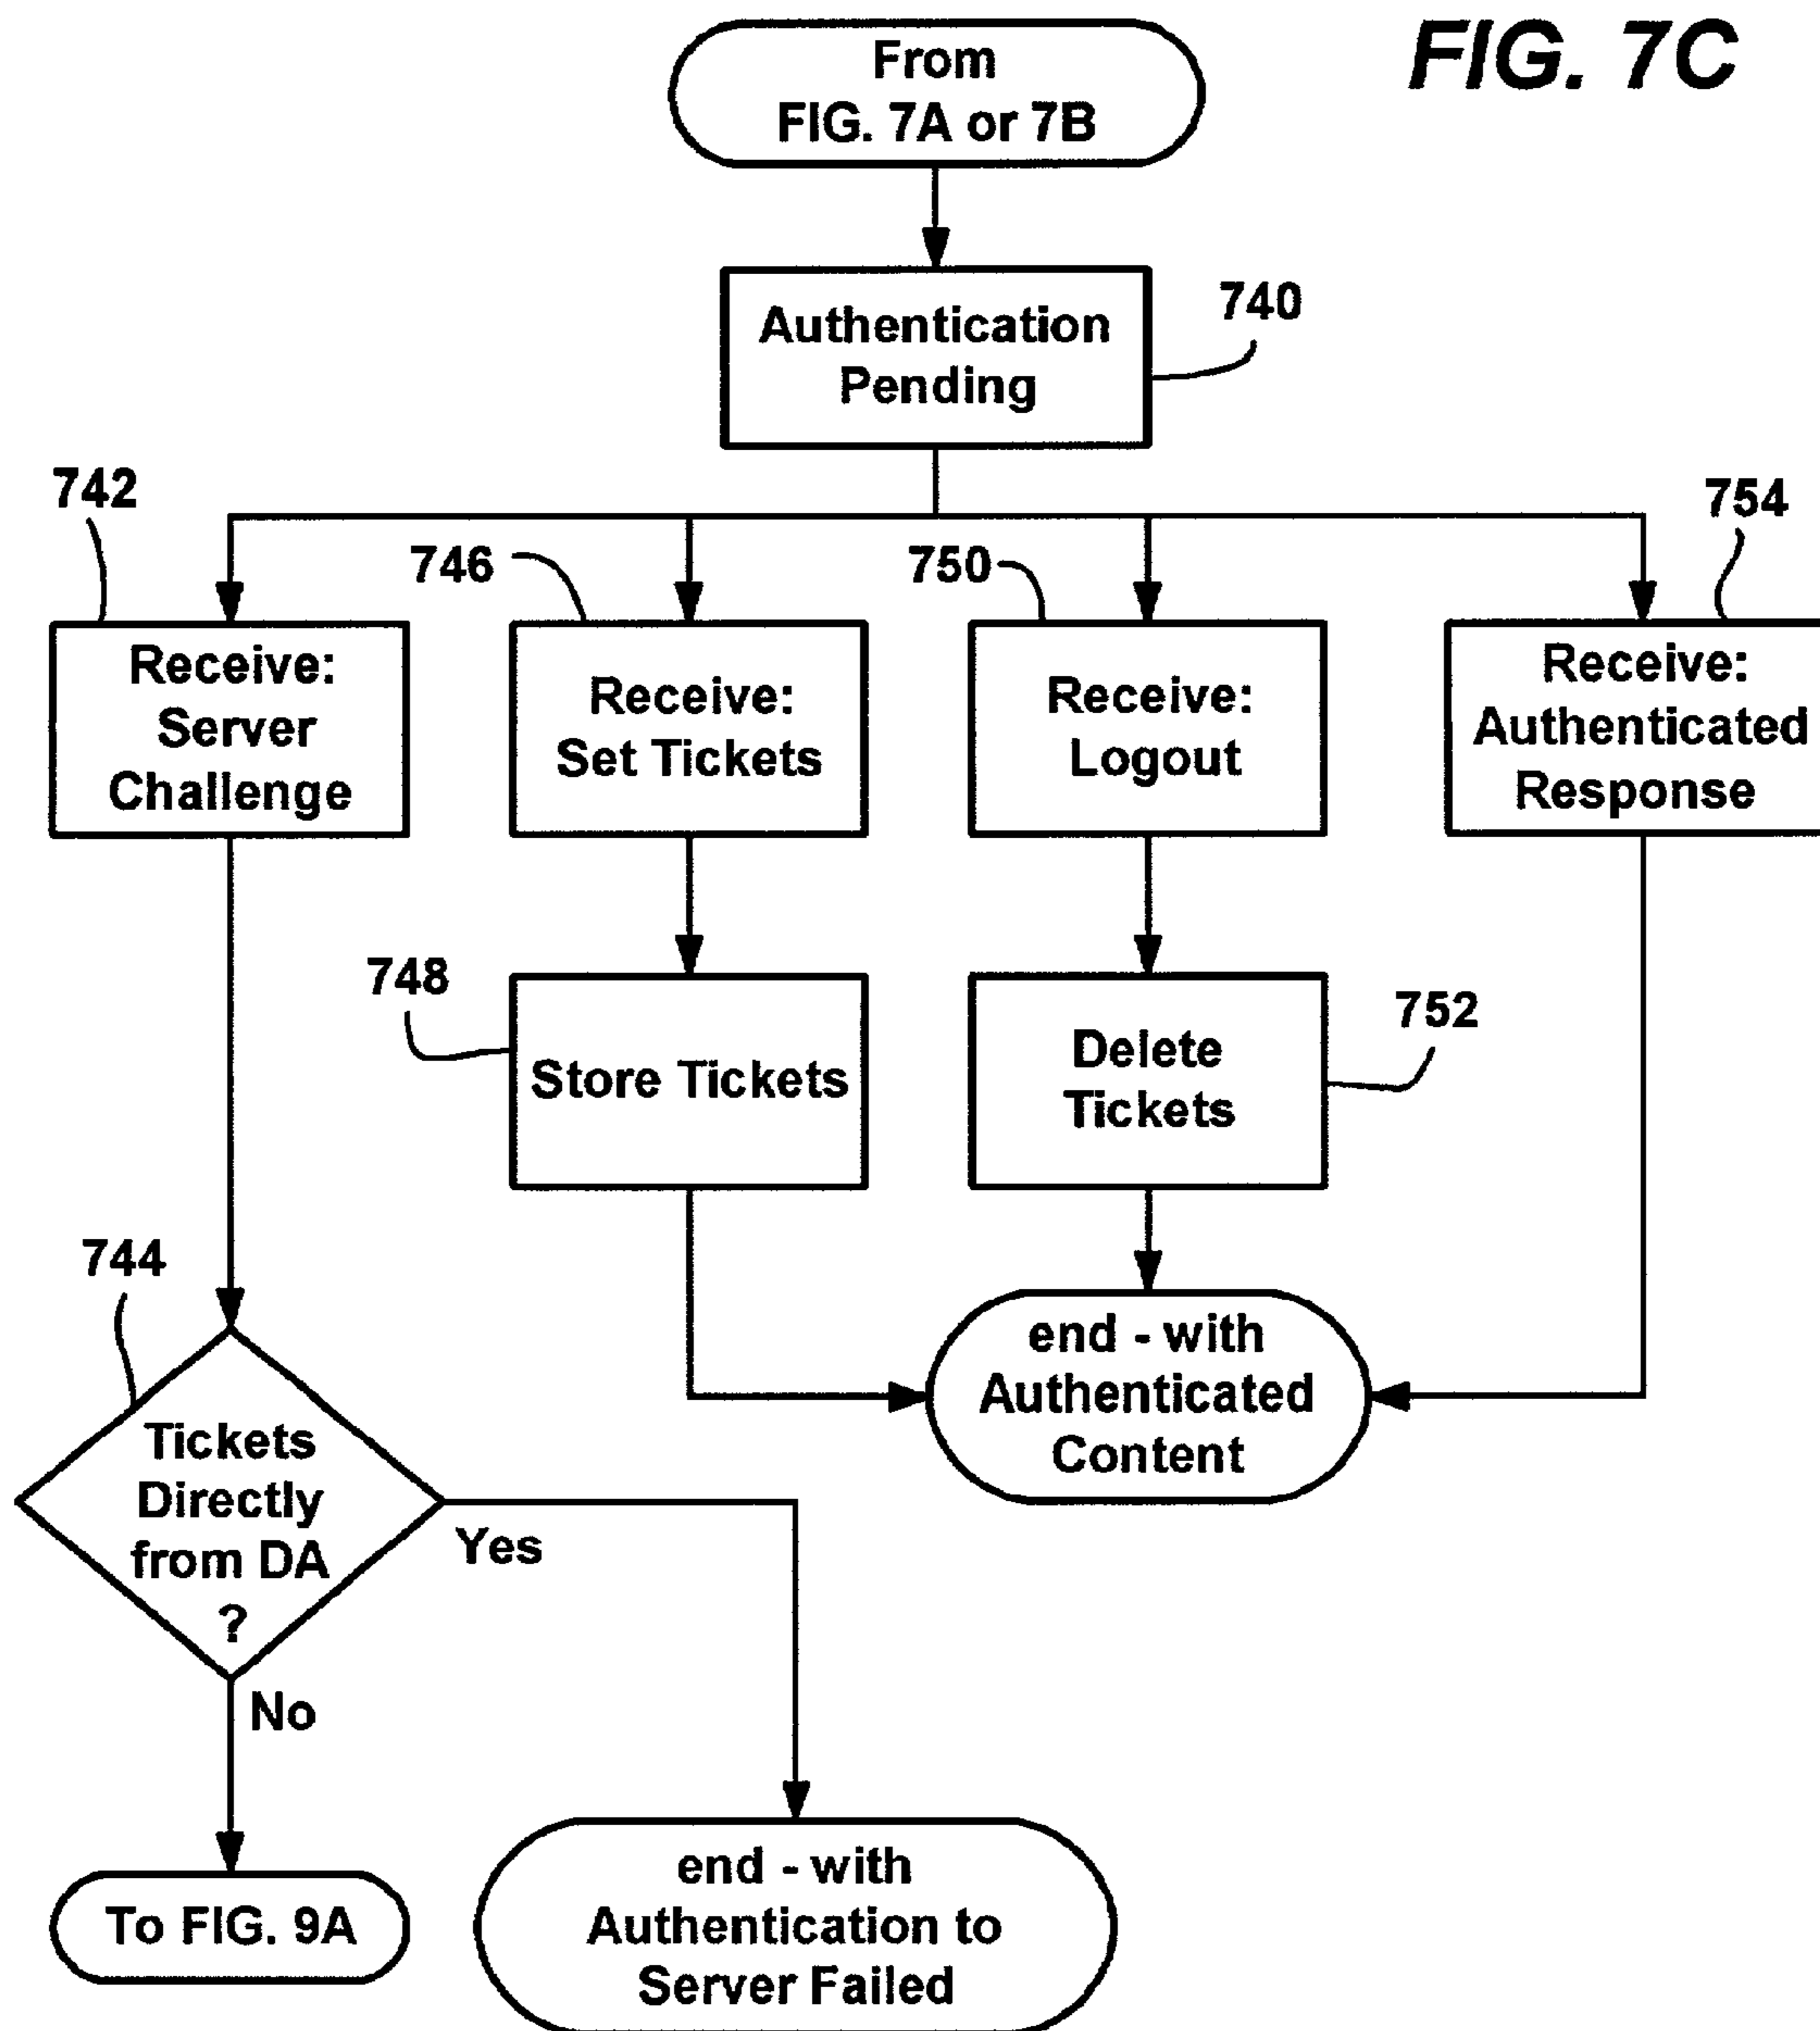 FIG. 7C
From
FIG. 7A or 7B
Authentication
Pending
740
742
746
750
754
Receive:
Server
Challenge
Receive:
Set Tickets
Receive:
Logout
Receive:
Authenticated
Response
748
Store Tickets
Delete
Tickets
752
744
Tickets
Directly
from DA
?
Yes
No
end - with
Authenticated
Content
To FIG. 9A
end - with
Authentication to
Server Failed